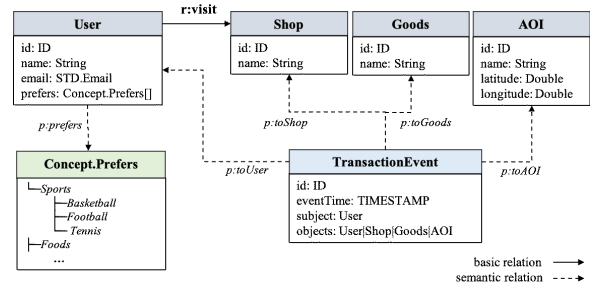 User
id: ID
name: String
email: STD.Email
prefers: Concept.Prefers[]
r:visit
Shop
id: ID
name: String
Goods
id: ID
name: String
AOI
id: ID
name: String
latitude: Double
longitude: Double
p:prefers
p:toShop
p:toGoods
p:toUser
p:toAOI
Concept.Prefers
Sports
Basketball
Football
Tennis
Foods
...
TransactionEvent
id: ID
eventTime: TIMESTAMP
subject: User
objects: User|Shop|Goods|AOI
basic relation
semantic relation